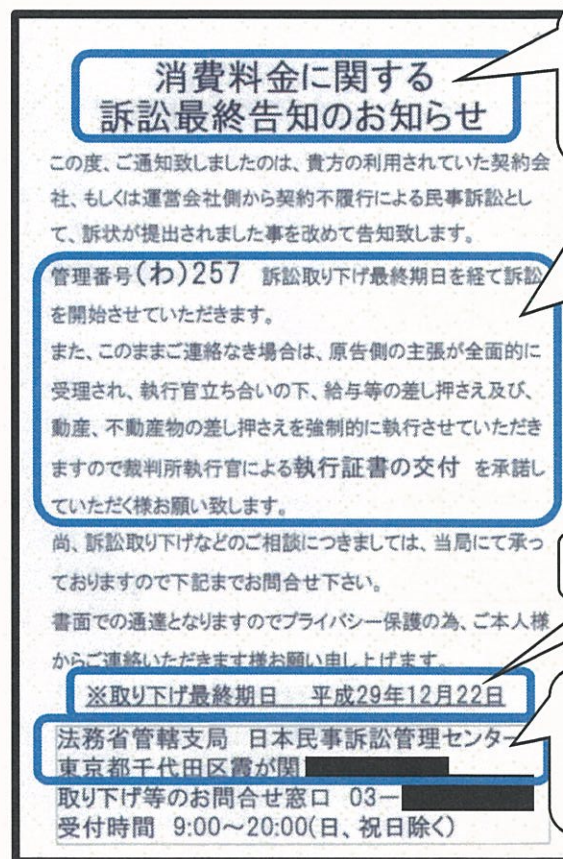 消費料金に関する
訴訟最終告知のお知らせ
この度、ご通知致しましたのは、貴方の利用されていた契約会
社、もしくは運営会社側から契約不履行による民事訴訟とし
て、訴状が提出されました事を改めて告知致します。
管理番号(わ)257 訴訟取り下げ最終期日を経て訴訟
を開始させていただきます。
また、このままご連絡なき場合は、原告側の主張が全面的に
受理され、執行官立ち合いの下、給与等の差し押さえ及び、
動産、不動産物の差し押さえを強制的に執行させていただき
ますので裁判所執行官による執行証書の交付 を承諾し
ていただく様お願い致します。
尚、訴訟取り下げなどのご相談につきましては、当局にて承っ
ておりますので下記までお問合せ下さい。
書面での通達となりますのでプライバシー保護の為、ご本人様
からご連絡いただきます様お願い申し上げます。
※取り下げ最終期日 平成29年12月22日
法務省管轄支局 日本民事訴訟管理センター
東京都千代田区霞が関
取り下げ等のお問合せ窓口 03ー
受付時間 9:00～20:00(日、祝日除く)